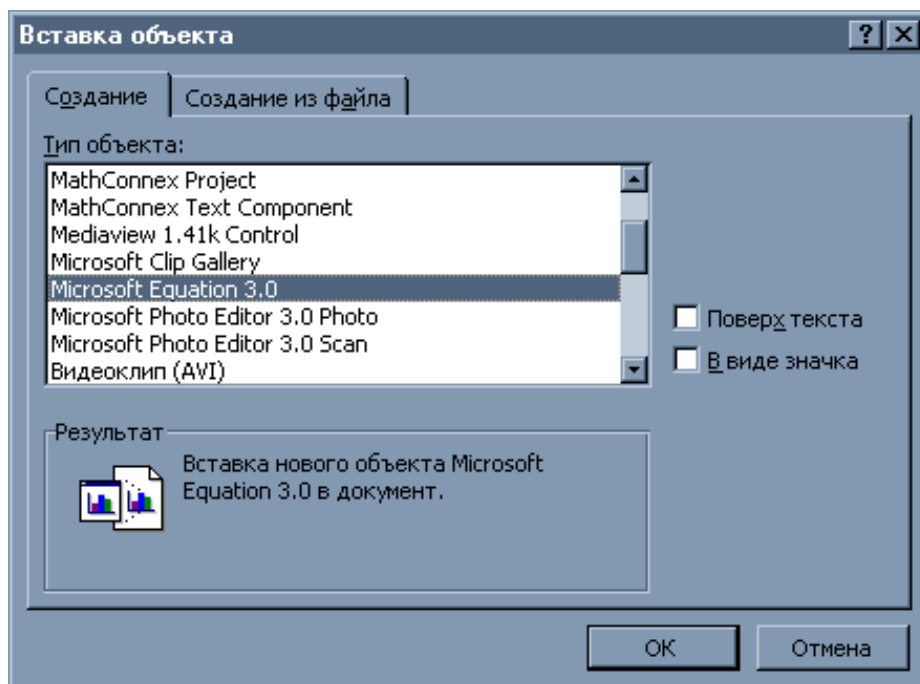 Вставка объекта
Создание
Создание из файла
Тип объекта:
MathConnex Project
MathConnex Text Component
Mediaview 1.41k Control
Microsoft Clip Gallery
Microsoft Equation 3.0
Microsoft Photo Editor 3.0 Photo
Microsoft Photo Editor 3.0 Scan
Видеоклип (AVI)
Поверх текста
В виде значка
Результат
Вставка нового объекта Microsoft
Equation 3.0 в документ.
ОК
Отмена